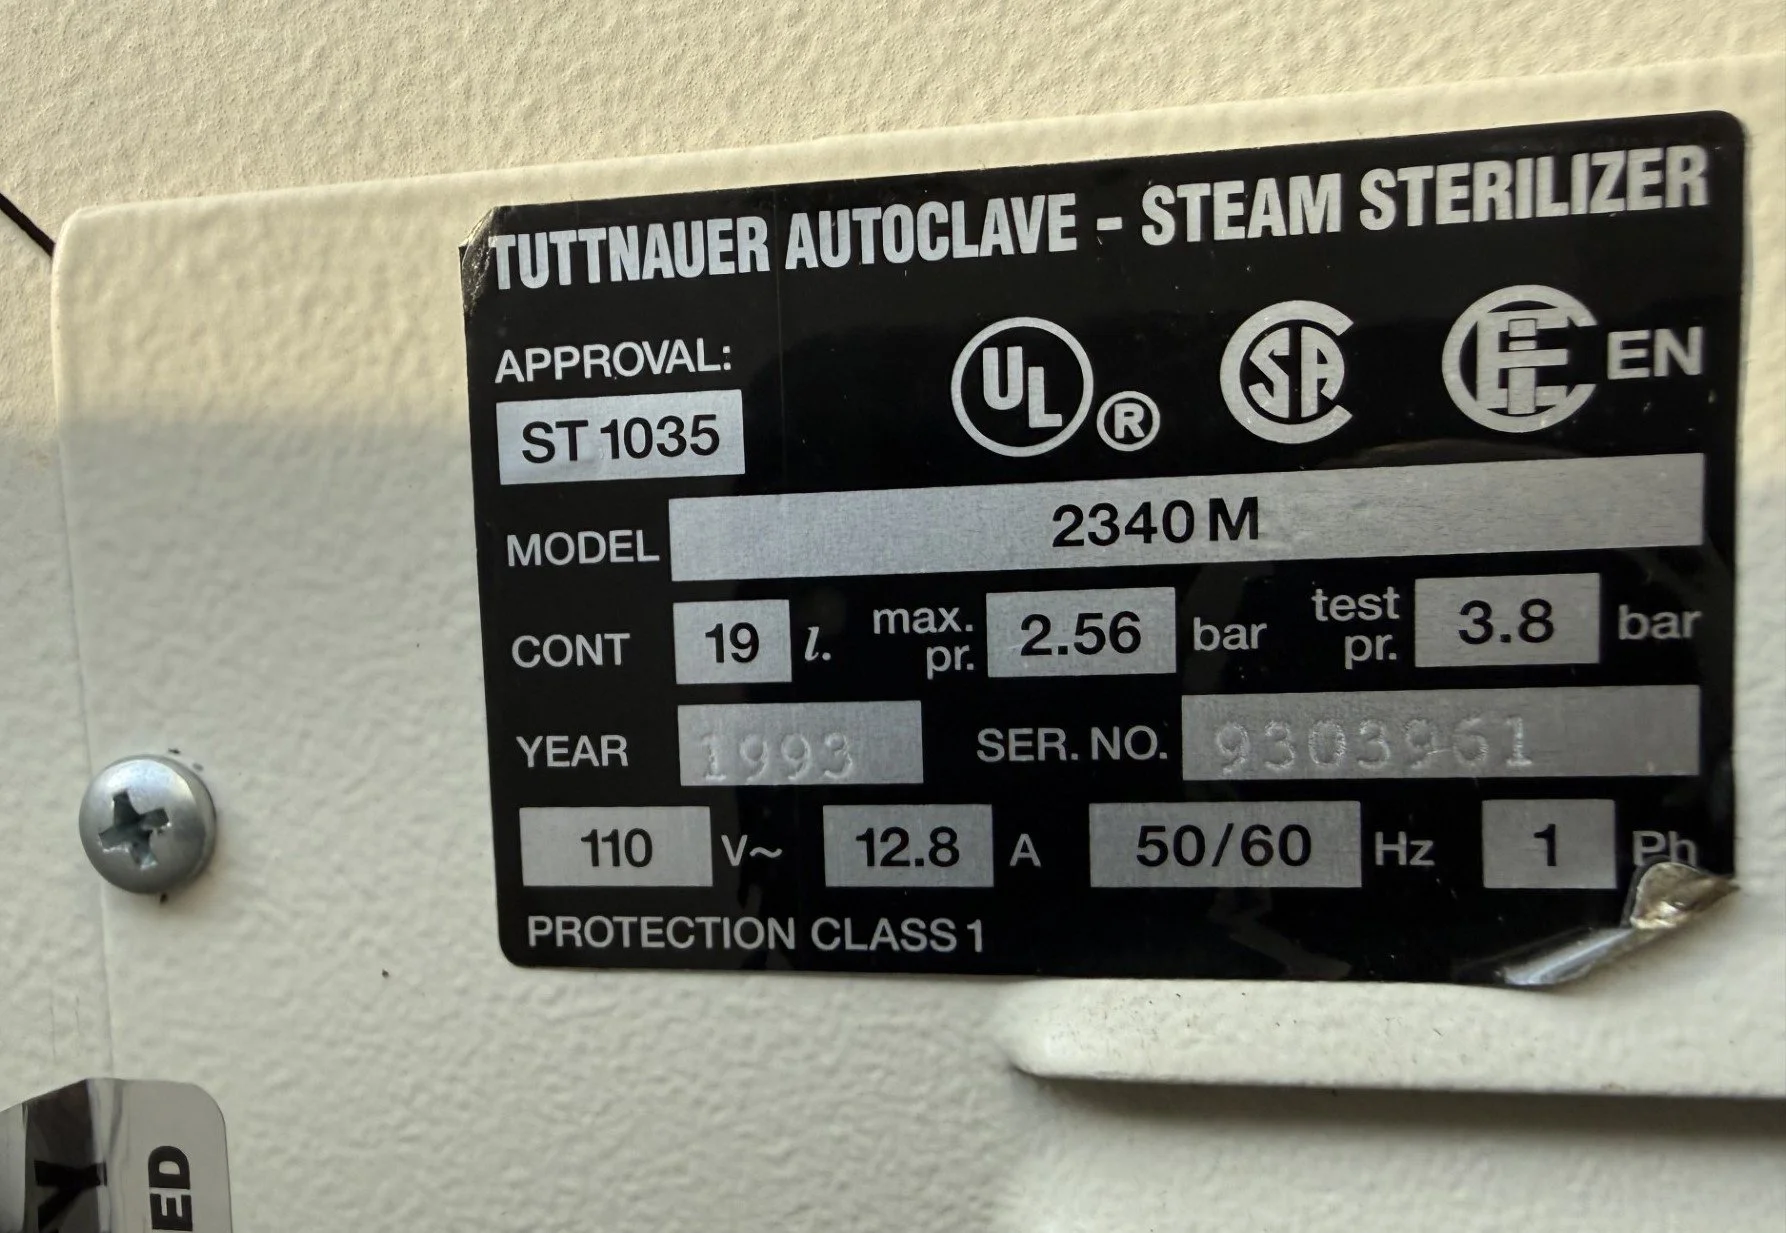 TUTTNAUER AUTOCLAVE - STEAM STERILIZER
APPROVAL:
ST 1035
UL ® SA CE EN
MODEL 2340 M
CONT 19 l. max. pr. 2.56 bar test pr. 3.8 bar
YEAR 1993 SER. NO. 9303961
110 V~ 12.8 A 50/60 Hz 1 Ph
PROTECTION CLASS 1
ED